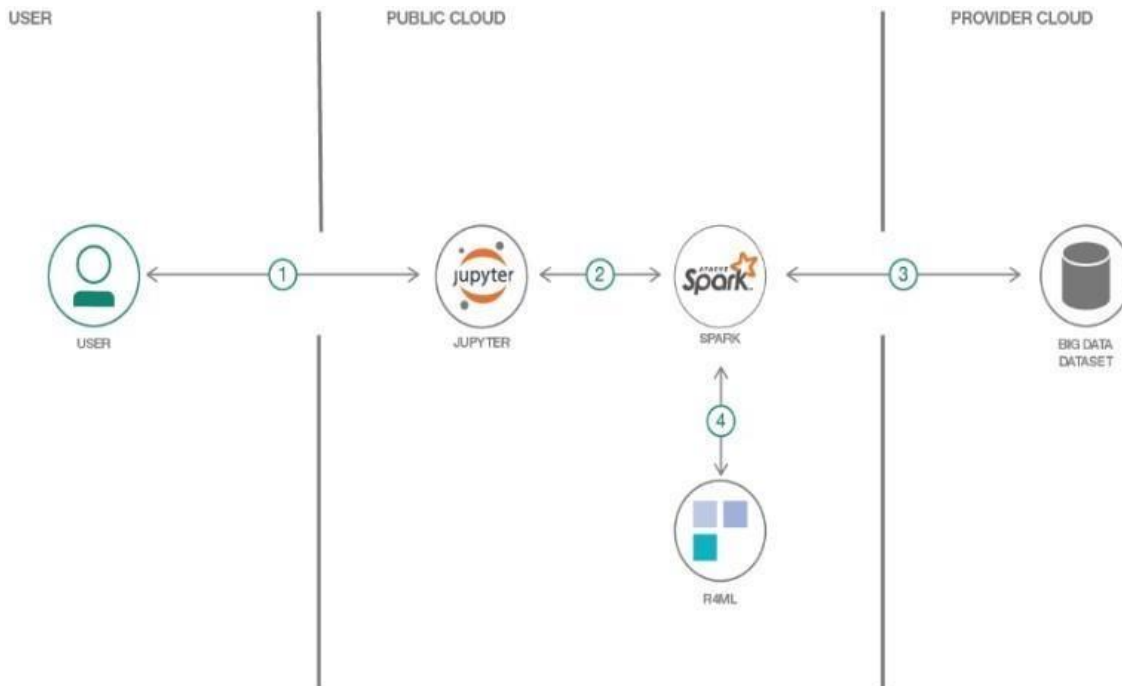 USER
PUBLIC CLOUD
PROVIDER CLOUD
1
jupyter
2
APACHE
Spark
3
USER
JUPYTER
SPARK
BIG DATA
DATASET
4
R4ML